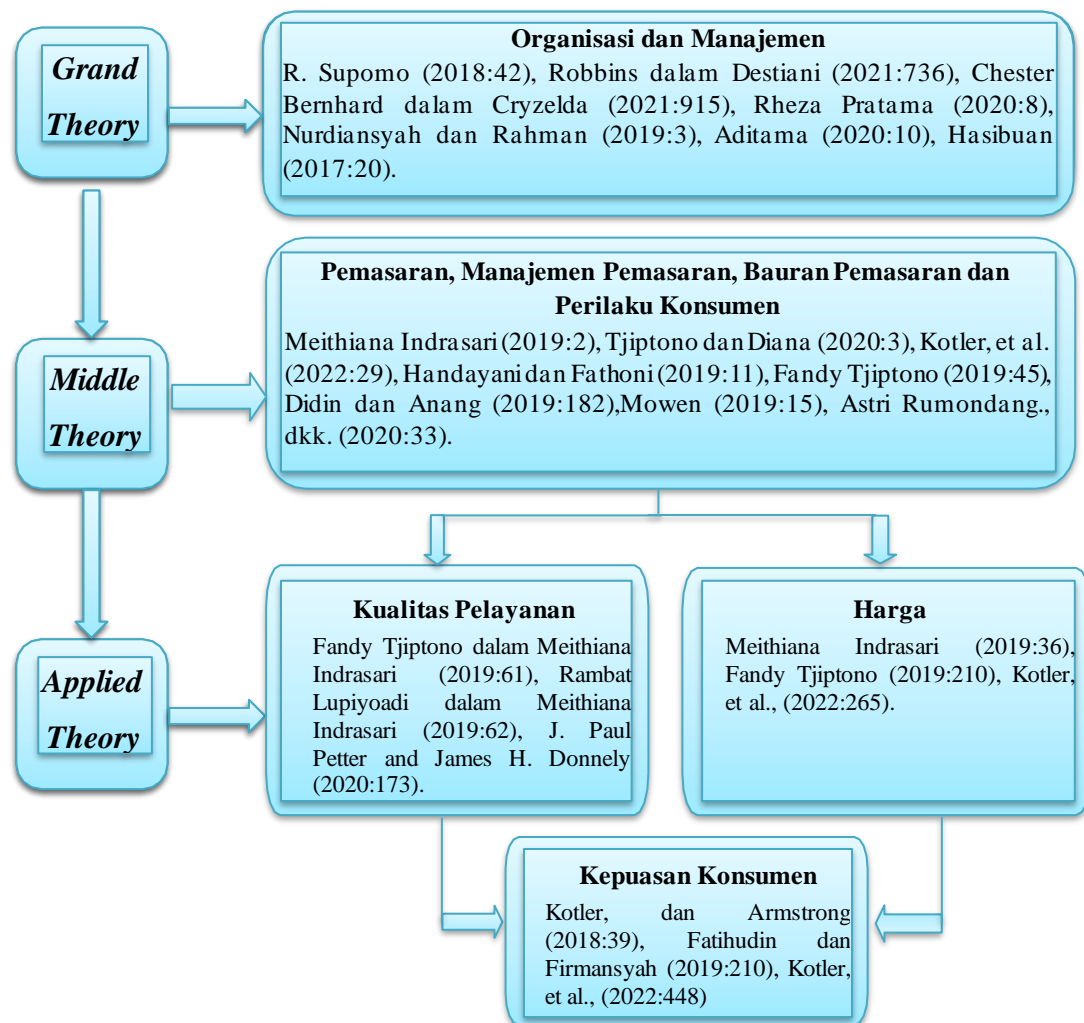 Grand
Theory
Organisasi dan Manajemen
R. Supomo (2018:42), Robbins dalam Destiani (2021:736), Chester
Bernhard dalam Cryzelda (2021:915), Rheza Pratama (2020:8),
Nurdiansyah dan Rahman (2019:3), Aditama (2020:10), Hasibuan
(2017:20).
Middle
Theory
Pemasaran, Manajemen Pemasaran, Bauran Pemasaran dan
Perilaku Konsumen
Meithiana Indrasari (2019:2), Tjiptono dan Diana (2020:3), Kotler, et al.
(2022:29), Handayani dan Fathoni (2019:11), Fandy Tjiptono (2019:45),
Didin dan Anang (2019:182),Mowen (2019:15), Astri Rumondang.,
dkk. (2020:33).
Applied
Theory
Kualitas Pelayanan
Fandy Tjiptono dalam Meithiana
Indrasari (2019:61), Rambat
Lupiyoadi dalam Meithiana
Indrasari (2019:62), J. Paul
Petter and James H. Donnely
(2020:173).
Harga
Meithiana Indrasari (2019:36),
Fandy Tjiptono (2019:210), Kotler,
et al., (2022:265).
Kepuasan Konsumen
Kotler, dan Armstrong
(2018:39), Fatihudin dan
Firmansyah (2019:210), Kotler,
et al., (2022:448)